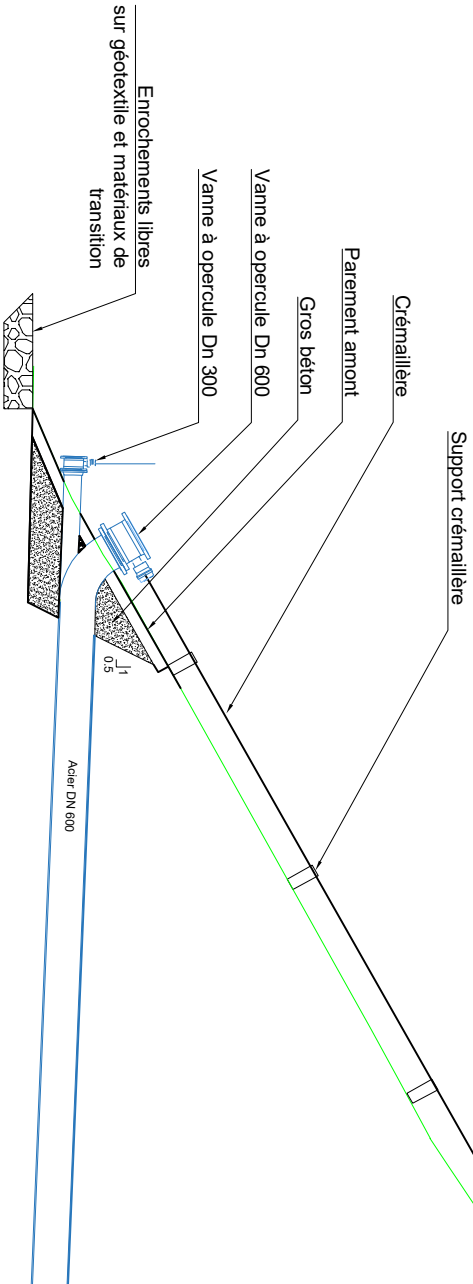 Support crémaillère
Crémaillère
Parement amont
Gros béton
Vanne à opercule Dn 600
Vanne à opercule Dn 300
Enrochements libres
sur géotextile et matériaux de
transition
1
0.5
Acier DN 600